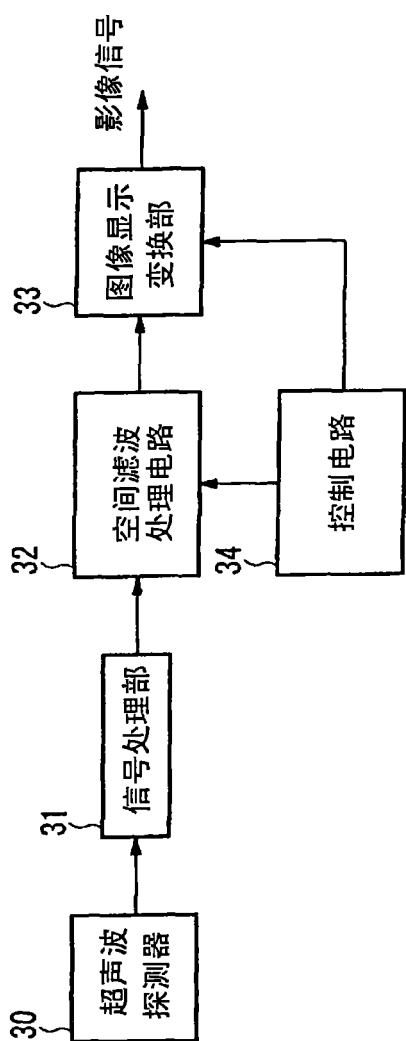 30
超声波
探测器
31
信号处理部
32
空间滤波
处理电路
33
图像显示
变换部
影像信号
34
控制电路